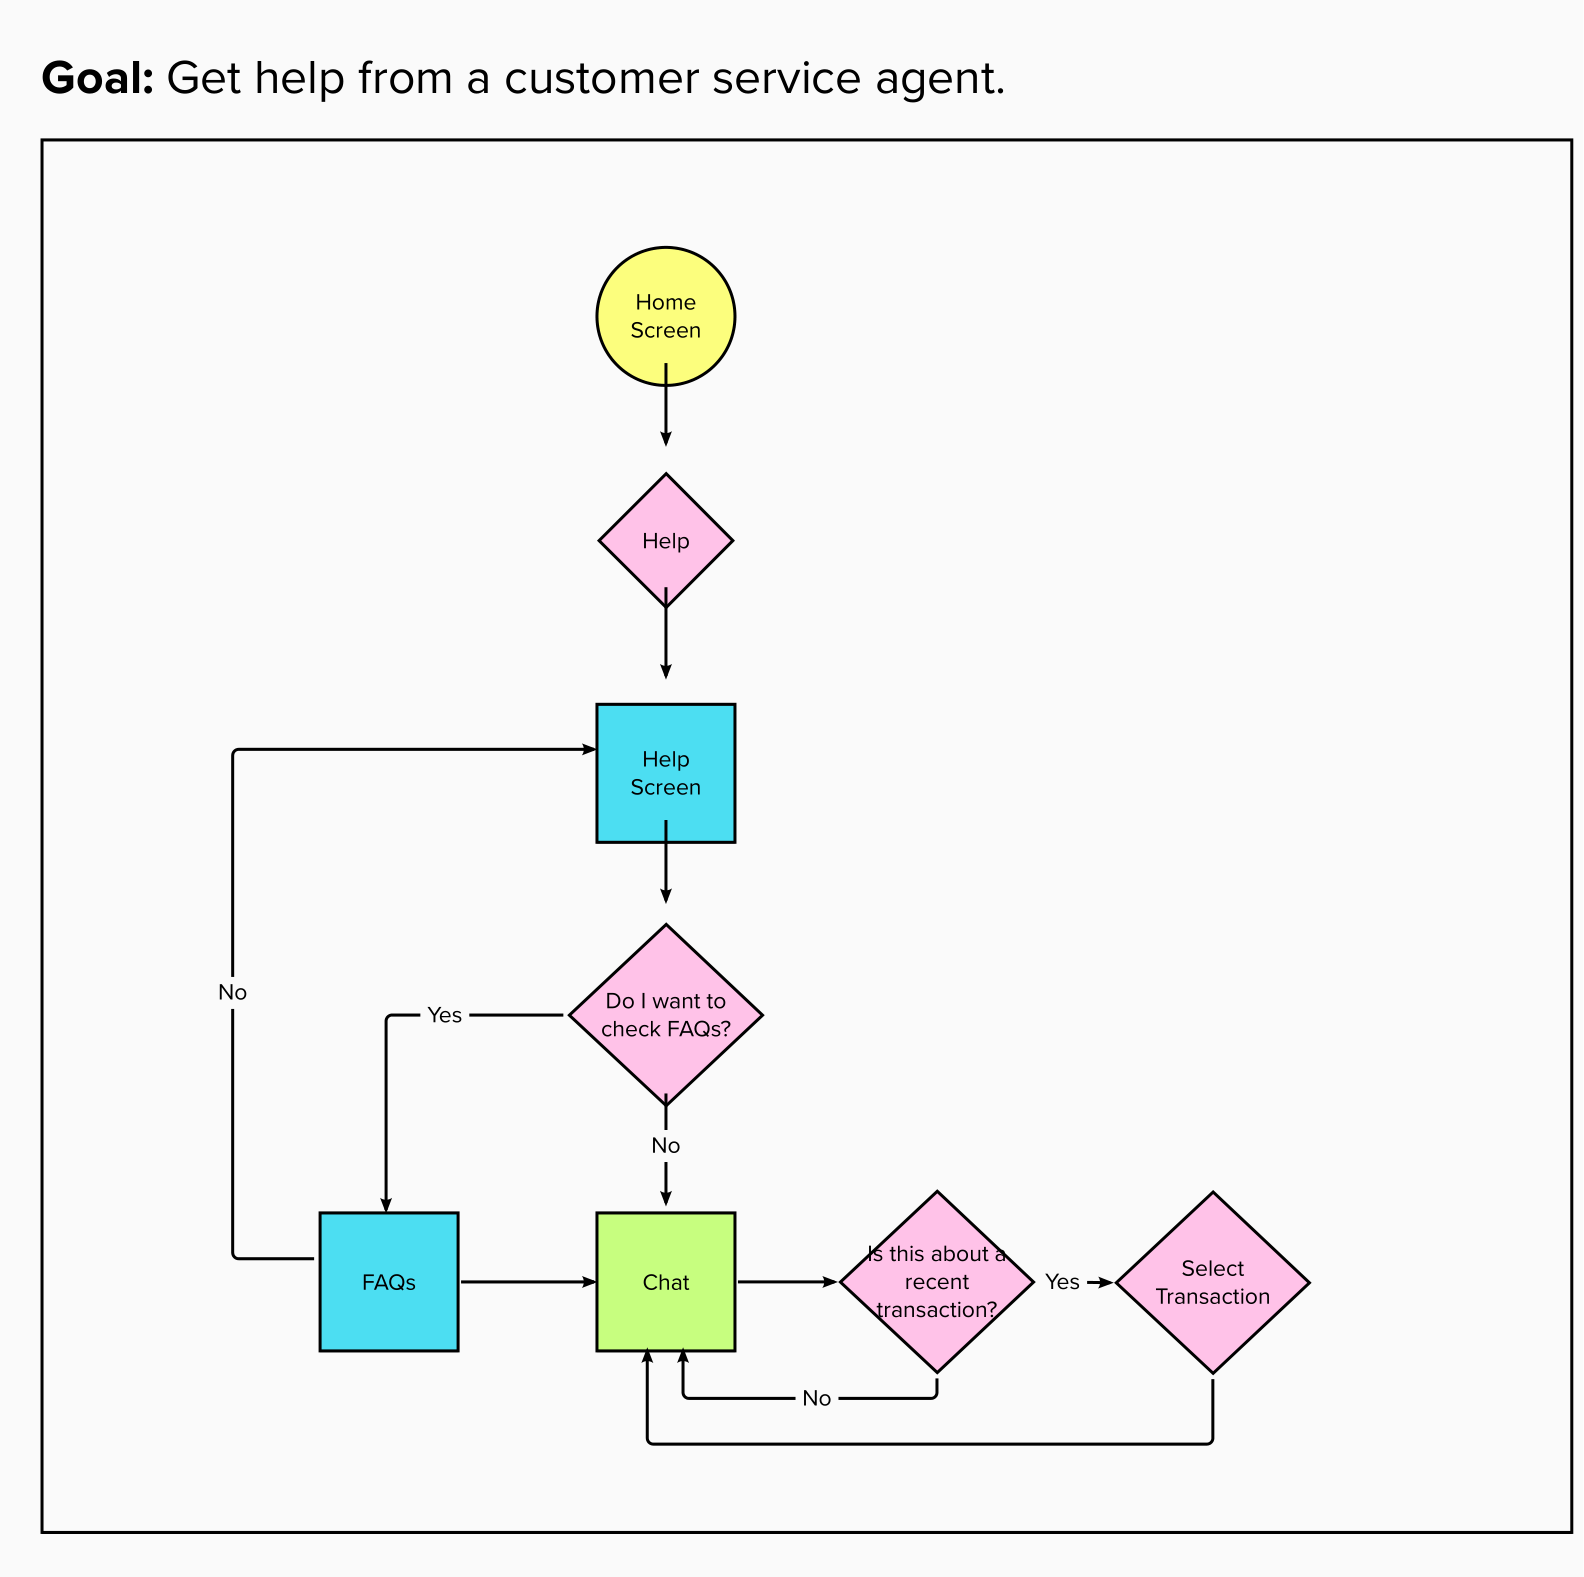 Goal: Get help from a customer service agent.
Home
Screen
Help
Help
Screen
No
Yes
Do I want to
check FAQs?
No
FAQs
Chat
Is this about a
recent
transaction?
Yes
Select
Transaction
No